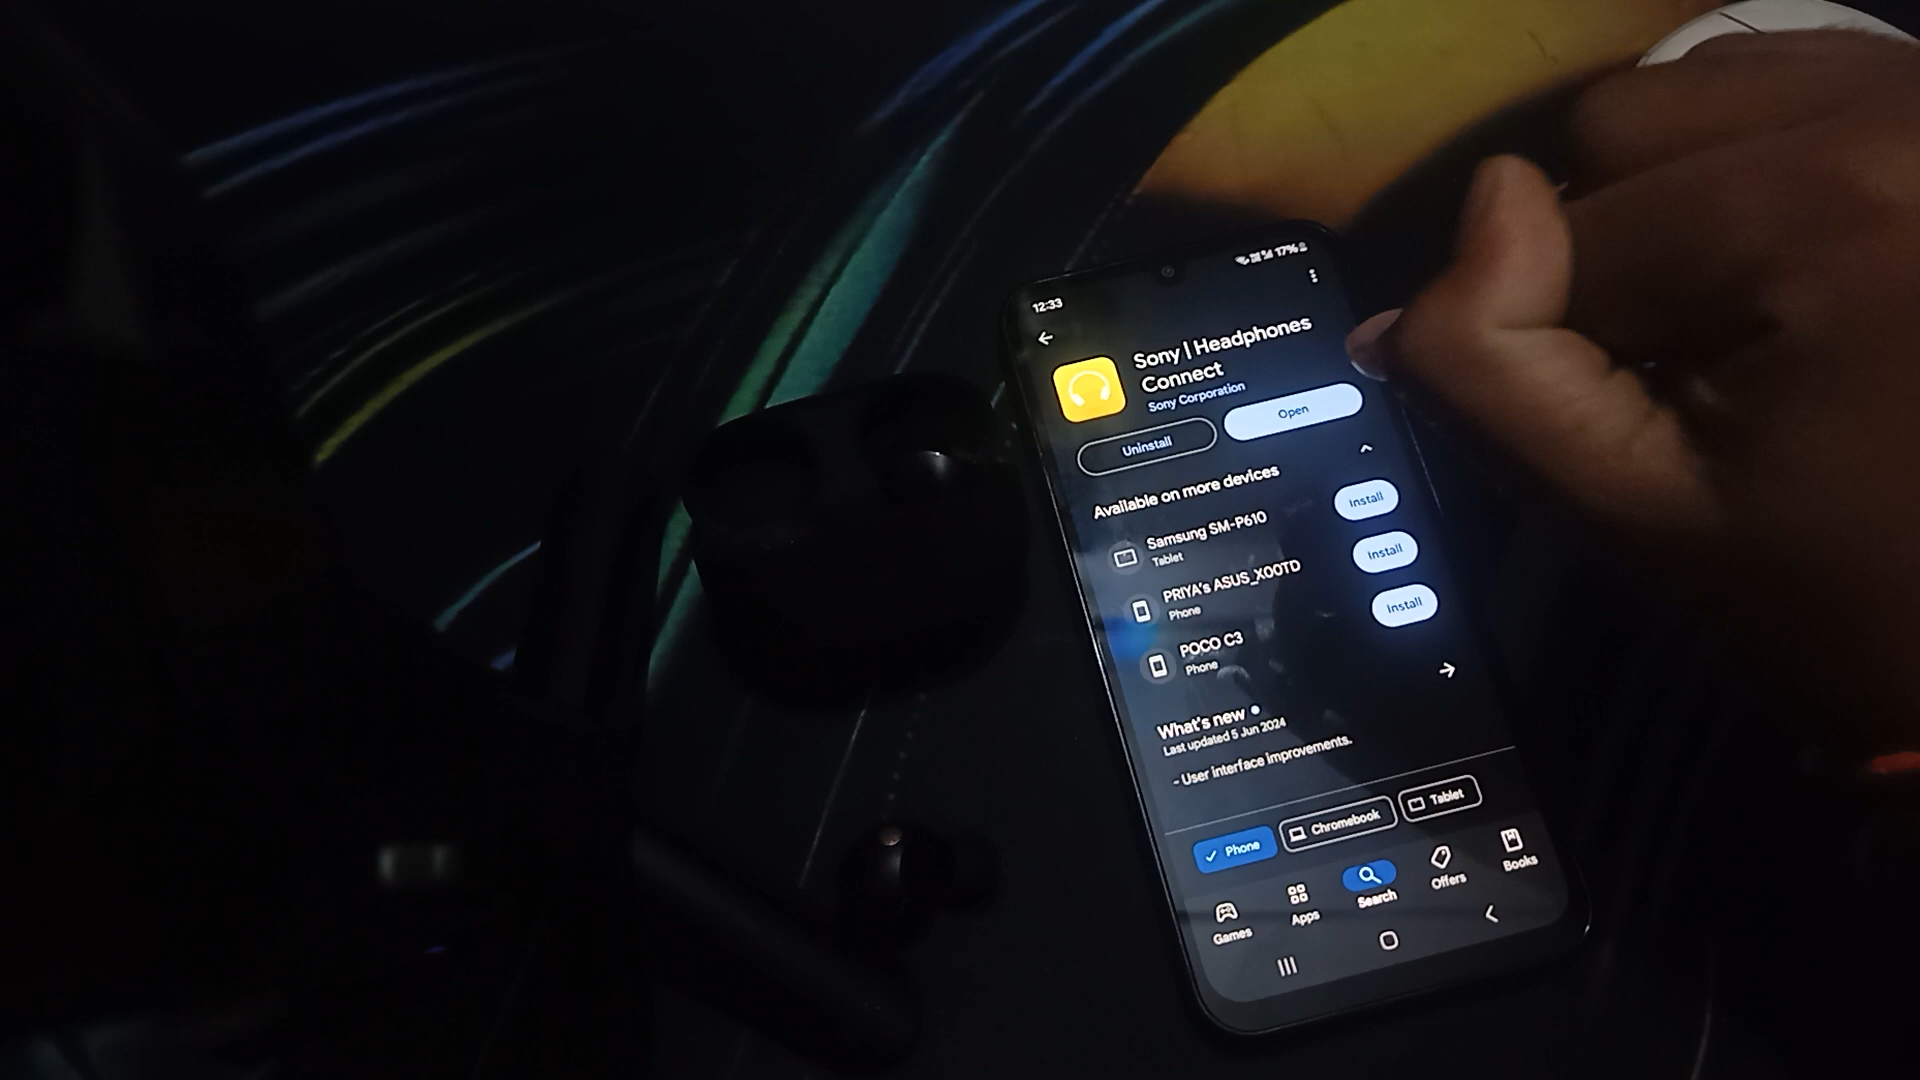 12:33
17%
Sony | Headphones
Connect
Sony Corporation
Uninstall
Open
Available on more devices
Samsung SM-P610
Tablet
Install
PRIYA's ASUS_X00TD
Phone
Install
POCO C3
Phone
Install
What's new
Last updated 5 Jun 2024
- User interface improvements.
Phone
Chromebook
Tablet
Games
Apps
Search
Offers
Books